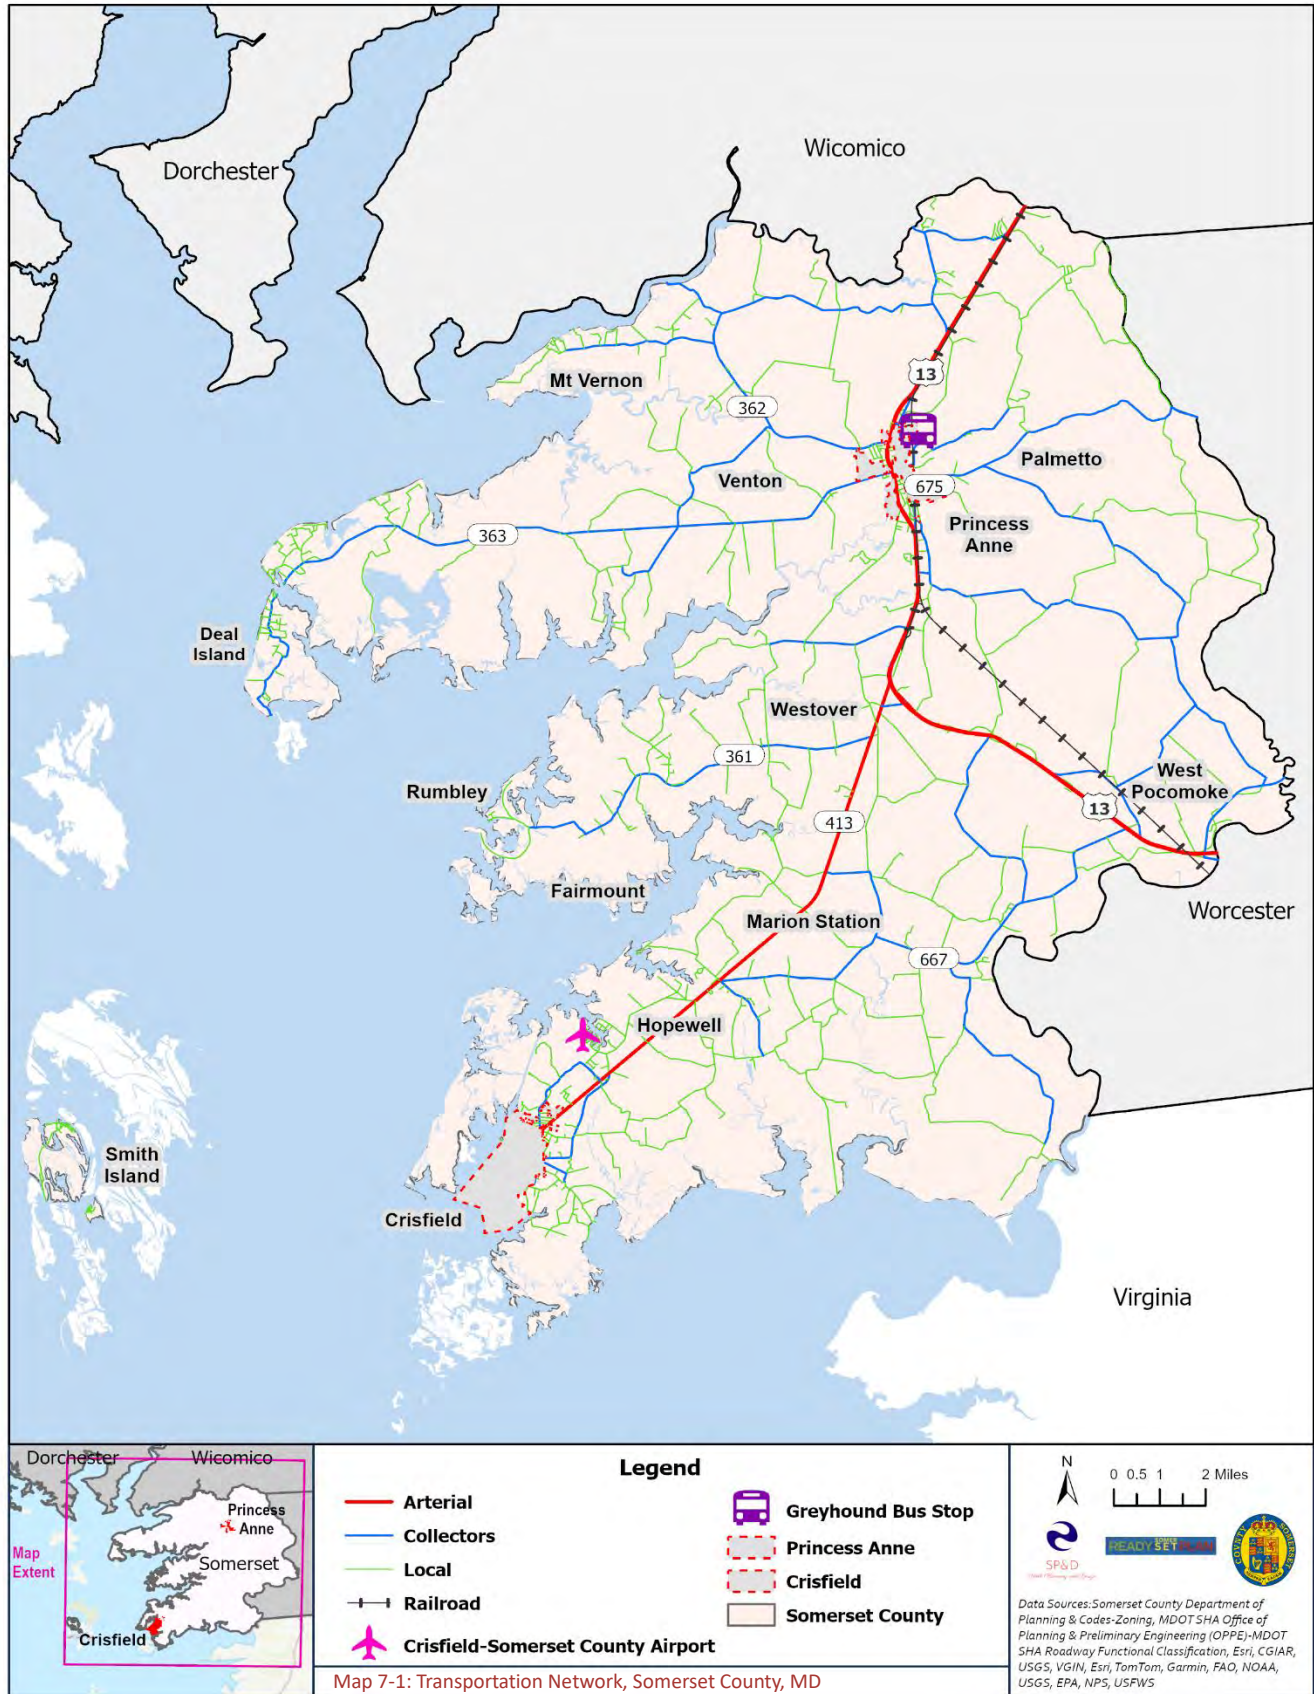 Wicomico
Dorchester
13
Mt Vernon
362
Palmetto
Venton
675
Princess
Anne
363
Deal
Island
Westover
361
West
Pocomoke
Rumbley
13
413
Fairmount
Worcester
Marion Station
667
Hopewell
Smith
Island
Crisfield
Virginia
Dorchester
Wicomico
Princess
Anne
Map
Extent
Somerset
Crisfield
Legend
Arterial
Collectors
Local
Railroad
Crisfield-Somerset County Airport
Greyhound Bus Stop
Princess Anne
Crisfield
Somerset County
Map 7-1: Transportation Network, Somerset County, MD
N
0 0.5 1 2 Miles
SP&D
READY SOMERSET PLAN
COUNTY SOMERSET
Data Sources:Somerset County Department of
Planning & Codes-Zoning, MDOT SHA Office of
Planning & Preliminary Engineering (OPPE)-MDOT
SHA Roadway Functional Classification, Esri, CGIAR,
USGS, VGIN, Esri, TomTom, Garmin, FAO, NOAA,
USGS, EPA, NPS, USFWS